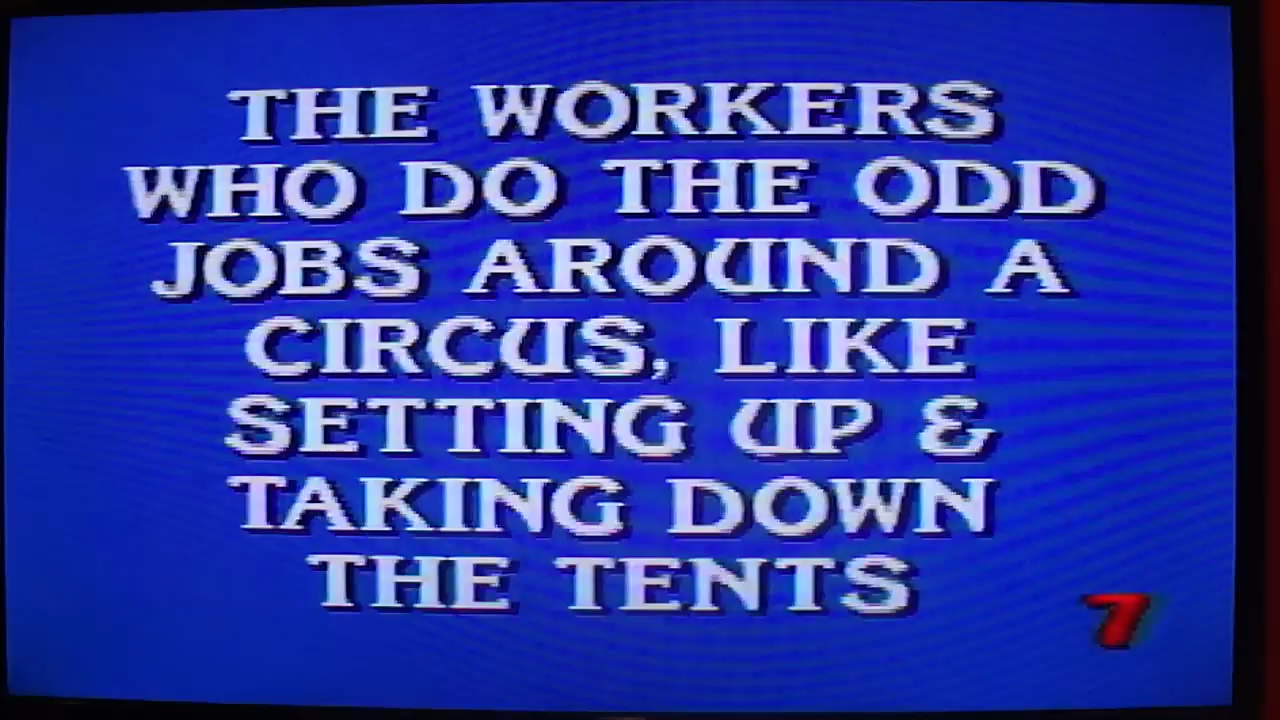 THE WORKERS
WHO DO THE ODD
JOBS AROUND A
CIRCUS, LIKE
SETTING UP &
TAKING DOWN
THE TENTS
7